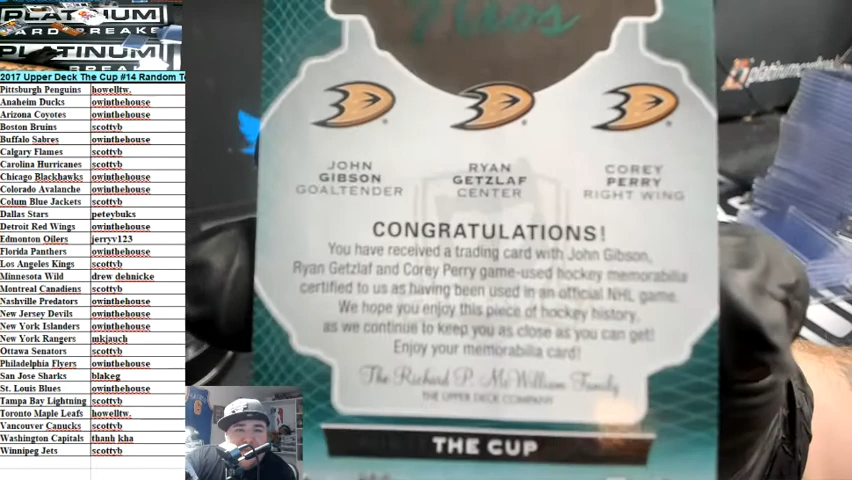 PLATINUM
PLATINUM
2017 Upper Deck The Cup #14 Random T
Pittsburgh Penguins howelltw.
Anaheim Ducks owinthehouse
Arizona Coyotes owinthehouse
Boston Bruins scottyb
Buffalo Sabres owinthehouse
Calgary Flames scottyb
Carolina Hurricanes scottyb
Chicago Blackhawks owinthehouse
Colorado Avalanche owinthehouse
Colum Blue Jackets scottyb
Dallas Stars peteybuks
Detroit Red Wings owinthehouse
Edmonton Oilers jerryv123
Florida Panthers owinthehouse
Los Angeles Kings scottyb
Minnesota Wild drew dehnicke
Montreal Canadiens scottyb
Nashville Predators owinthehouse
New Jersey Devils owinthehouse
New York Islanders owinthehouse
New York Rangers mkjauch
Ottawa Senators scottyb
Philadelphia Flyers owinthehouse
San Jose Sharks blakeg
St. Louis Blues owinthehouse
Tampa Bay Lightning scottyb
Toronto Maple Leafs howelltw.
Vancouver Canucks scottyb
Washington Capitals thanh kha
Winnipeg Jets scottyb
Trios
JOHN GIBSON GOALTENDER
RYAN GETZLAF CENTER
COREY PERRY RIGHT WING
CONGRATULATIONS!
You have received a trading card with John Gibson,
Ryan Getzlaf and Corey Perry game-used hockey memorabilia
certified to us as having been used in an official NHL game.
We hope you enjoy this piece of hockey history,
as we continue to keep you as close as you can get!
Enjoy your memorabilia card!
The Richard P. McWilliam Family
THE UPPER DECK COMPANY
THE CUP